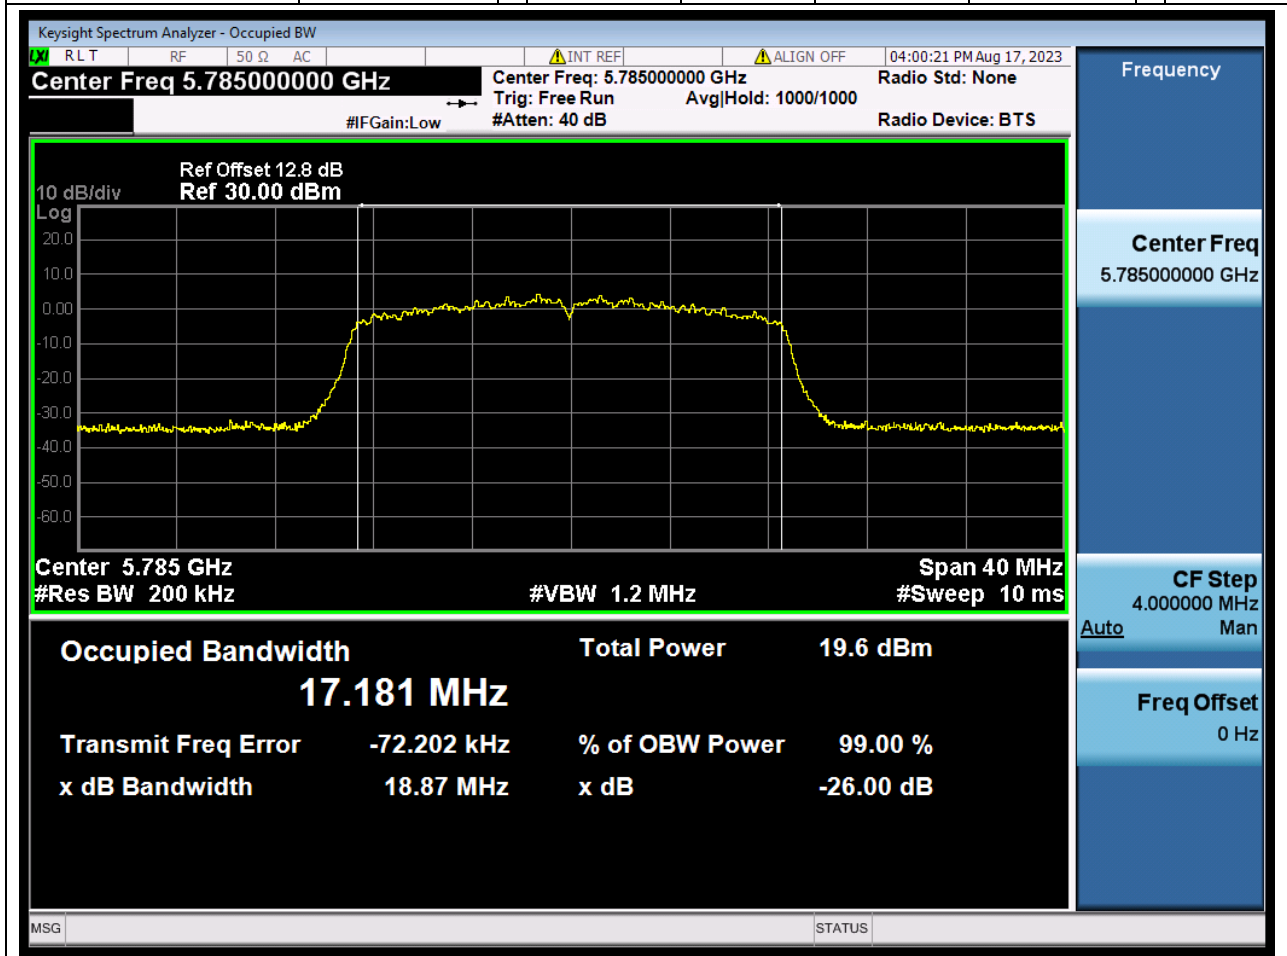 Keysight Spectrum Analyzer - Occupied BW
LXI RLT RF 50 Ω AC INT REF ALIGN OFF 04:00:21 PM Aug 17, 2023
Center Freq 5.785000000 GHz
Center Freq: 5.785000000 GHz Radio Std: None
Trig: Free Run Avg|Hold: 1000/1000
#IFGain:Low #Atten: 40 dB Radio Device: BTS
Ref Offset 12.8 dB
10 dB/div Ref 30.00 dBm
Log
20.0
10.0
0.00
-10.0
-20.0
-30.0
-40.0
-50.0
-60.0
Center 5.785 GHz Span 40 MHz
#Res BW 200 kHz #VBW 1.2 MHz #Sweep 10 ms
Occupied Bandwidth Total Power 19.6 dBm
17.181 MHz
Transmit Freq Error -72.202 kHz % of OBW Power 99.00 %
x dB Bandwidth 18.87 MHz x dB -26.00 dB
MSG STATUS
Frequency
Center Freq
5.785000000 GHz
CF Step
4.000000 MHz
Auto Man
Freq Offset
0 Hz